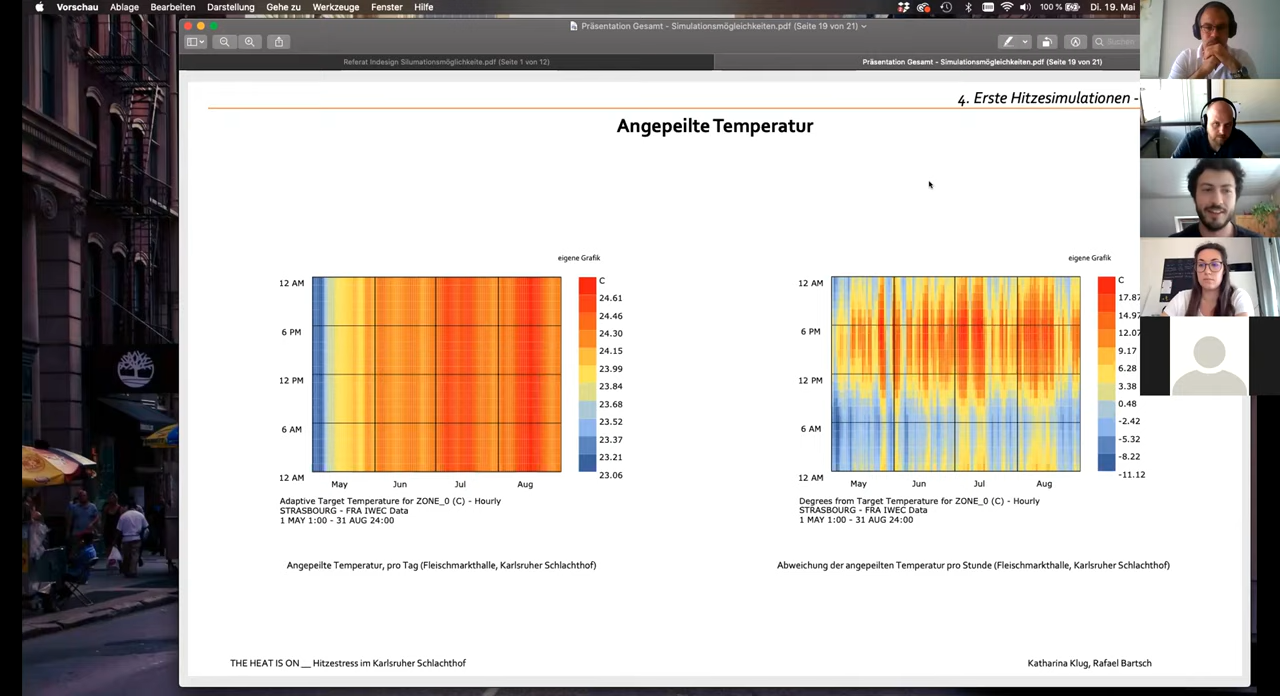 Vorschau Ablage Bearbeiten Darstellung Gehe zu Werkzeuge Fenster Hilfe 100 % Di. 19. Mai
Präsentation Gesamt - Simulationsmöglichkeiten.pdf (Seite 19 von 21)
Suchen
Referat Indesign Silumationsmöglichkeite.pdf (Seite 1 von 12)
Präsentation Gesamt - Simulationsmöglichkeiten.pdf (Seite 19 von 21)
4. Erste Hitzesimulationen -
Angepeilte Temperatur
eigene Grafik
12 AM
6 PM
12 PM
6 AM
12 AM
May Jun Jul Aug
C
24.61
24.46
24.30
24.15
23.99
23.84
23.68
23.52
23.37
23.21
23.06
Adaptive Target Temperature for ZONE_0 (C) - Hourly
STRASBOURG - FRA IWEC Data
1 MAY 1:00 - 31 AUG 24:00
Angepeilte Temperatur, pro Tag (Fleischmarkthalle, Karlsruher Schlachthof)
eigene Grafik
12 AM
6 PM
12 PM
6 AM
12 AM
May Jun Jul Aug
C
17.87
14.97
12.07
9.17
6.28
3.38
0.48
-2.42
-5.32
-8.22
-11.12
Degrees from Target Temperature for ZONE_0 (C) - Hourly
STRASBOURG - FRA IWEC Data
1 MAY 1:00 - 31 AUG 24:00
Abweichung der angepeilten Temperatur pro Stunde (Fleischmarkthalle, Karlsruher Schlachthof)
THE HEAT IS ON __ Hitzestress im Karlsruher Schlachthof
Katharina Klug, Rafael Bartsch